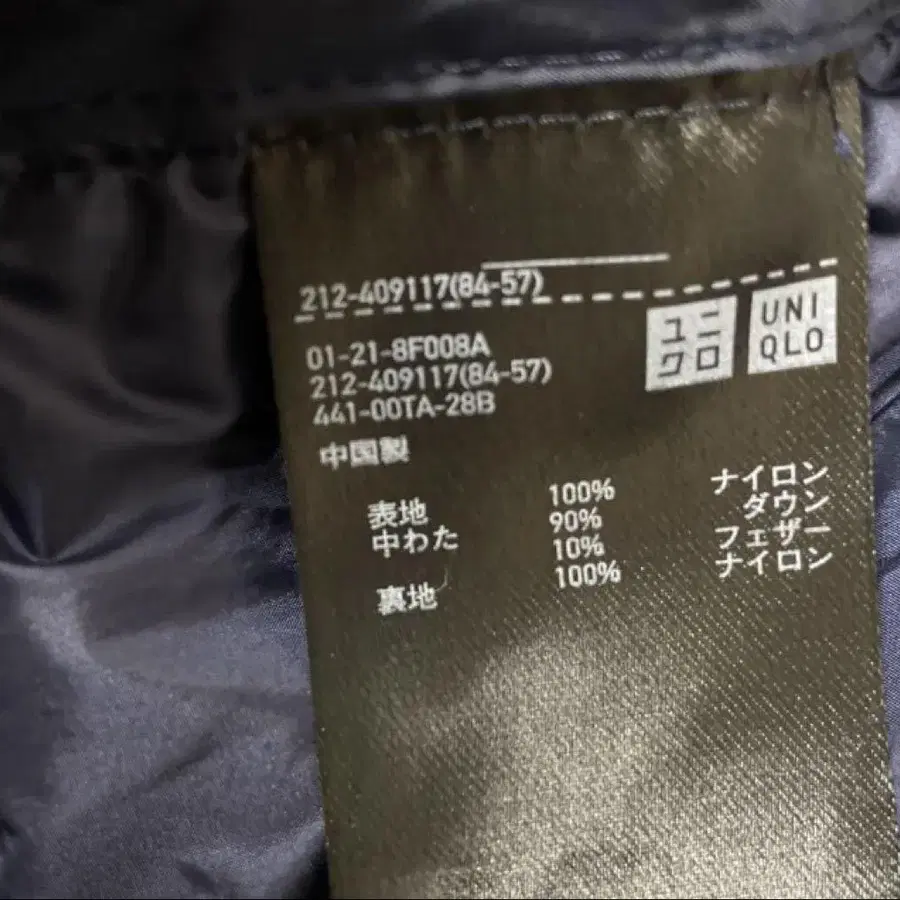 212-409117(84-57)
ユニ
クロ
UNI
QLO
01-21-8F008A
212-409117(84-57)
441-00TA-28B
中国製
表地 100% ナイロン
中わた 90% ダウン
10% フェザー
裏地 100% ナイロン